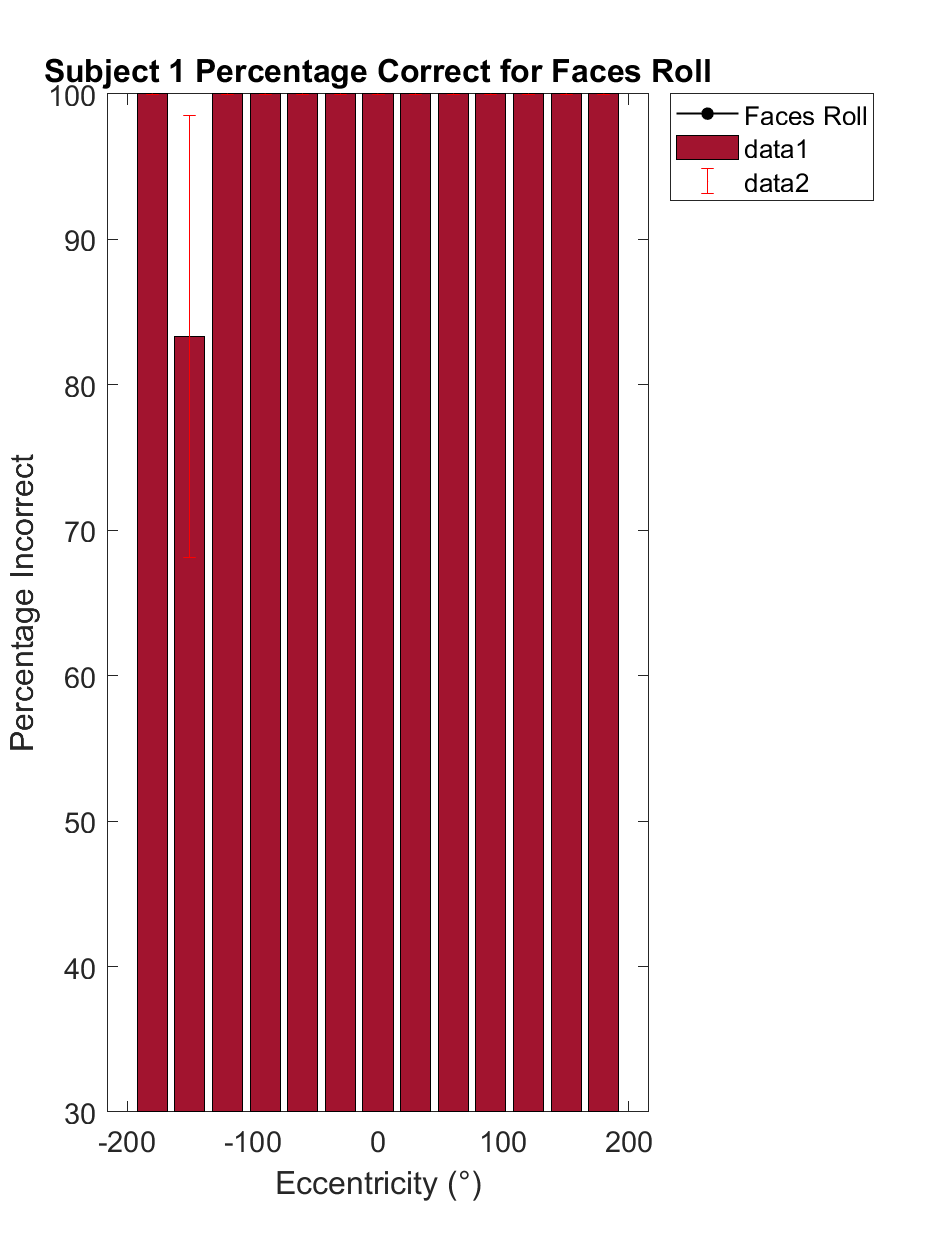 Subject 1 Percentage Correct for Faces Roll
Faces Roll
data1
data2
Percentage Incorrect
100
90
80
70
60
50
40
30
-200 -100 0 100 200
Eccentricity (°)